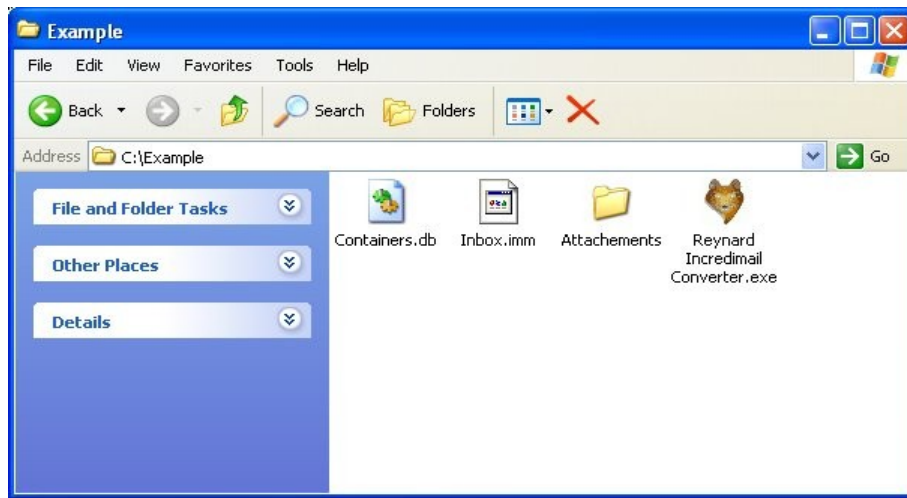 Example
File Edit View Favorites Tools Help
Back Search Folders
Address C:\Example Go
File and Folder Tasks
Other Places
Details
Containers.db Inbox.imm Attachements Reynard
Incredimail
Converter.exe